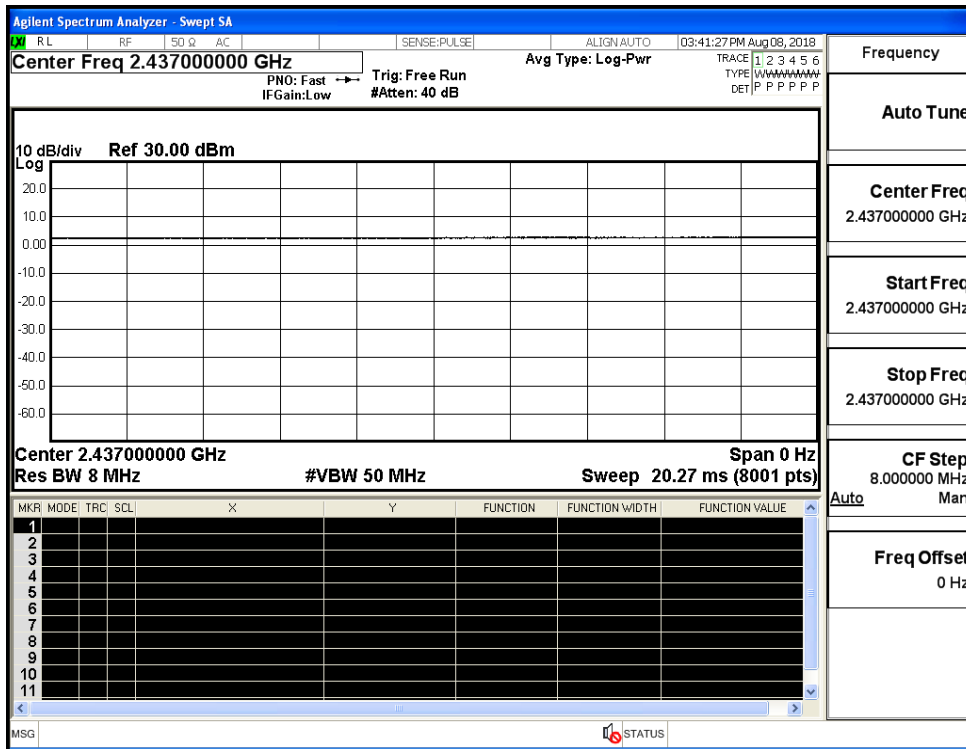 Agilent Spectrum Analyzer - Swept SA
LXI RL RF 50 Ω AC SENSE:PULSE ALIGN AUTO 03:41:27 PM Aug 08, 2018
Center Freq 2.437000000 GHz
Avg Type: Log-Pwr
TRACE 1 2 3 4 5 6
PNO: Fast Trig: Free Run
TYPE WWWWWW
IFGain:Low #Atten: 40 dB
DET P P P P P P
10 dB/div Ref 30.00 dBm
Log
20.0
10.0
0.00
-10.0
-20.0
-30.0
-40.0
-50.0
-60.0
Center 2.437000000 GHz Span 0 Hz
Res BW 8 MHz #VBW 50 MHz Sweep 20.27 ms (8001 pts)
MKR MODE TRC SCL X Y FUNCTION FUNCTION WIDTH FUNCTION VALUE
1
2
3
4
5
6
7
8
9
10
11
MSG STATUS
Frequency
Auto Tune
Center Freq
2.437000000 GHz
Start Freq
2.437000000 GHz
Stop Freq
2.437000000 GHz
CF Step
8.000000 MHz
Auto Man
Freq Offset
0 Hz